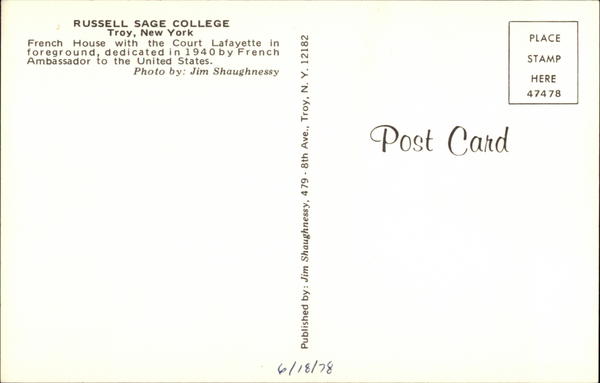 RUSSELL SAGE COLLEGE
Troy, New York
French House with the Court Lafayette in
foreground, dedicated in 1940 by French
Ambassador to the United States.
Photo by: Jim Shaughnessy
Published by: Jim Shaughnessy, 479 - 8th Ave., Troy, N. Y. 12182
PLACE
STAMP
HERE
47478
Post Card
6/18/78